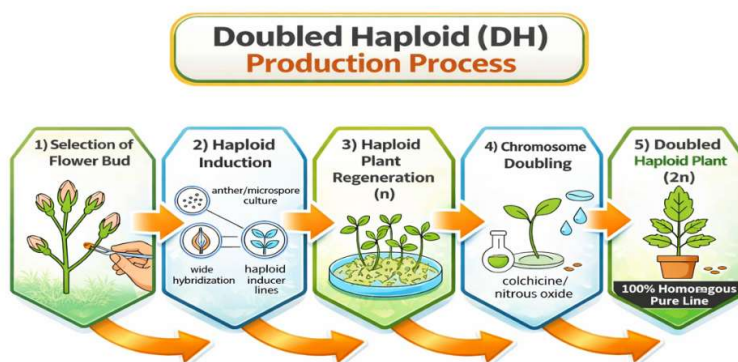 Doubled Haploid (DH)
Production Process
1) Selection of
Flower Bud
2) Haploid
Induction
anther/microspore
culture
wide
hybridization
haploid
inducer
lines
3) Haploid
Plant
Regeneration
(n)
4) Chromosome
Doubling
colchicine/
nitrous oxide
5) Doubled
Haploid Plant
(2n)
100%
Pure Line